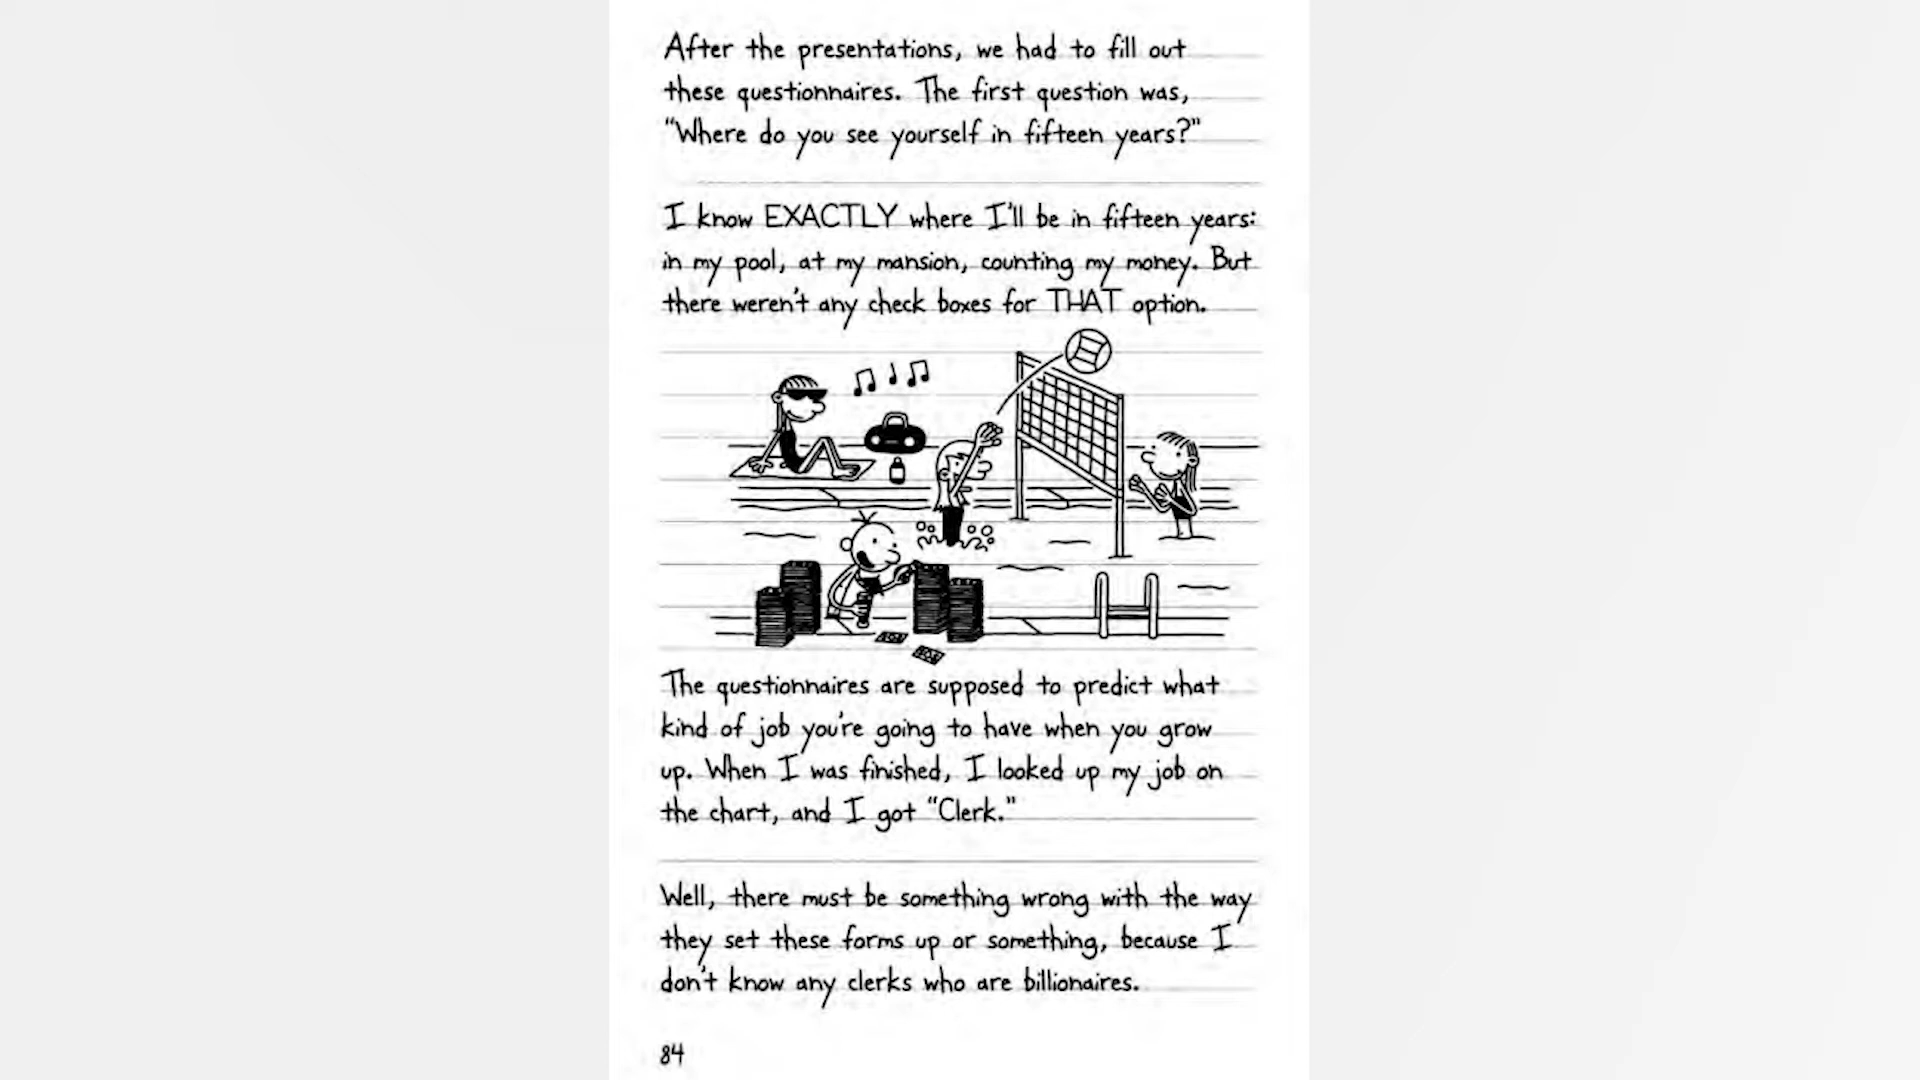 After the presentations, we had to fill out
these questionnaires. The first question was,
“Where do you see yourself in fifteen years?”
I know EXACTLY where I'll be in fifteen years:
in my pool, at my mansion, counting my money. But
there weren't any check boxes for THAT option.
The questionnaires are supposed to predict what
kind of job you're going to have when you grow
up. When I was finished, I looked up my job on
the chart, and I got “Clerk.”
Well, there must be something wrong with the way
they set these forms up or something, because I
don't know any clerks who are billionaires.
84